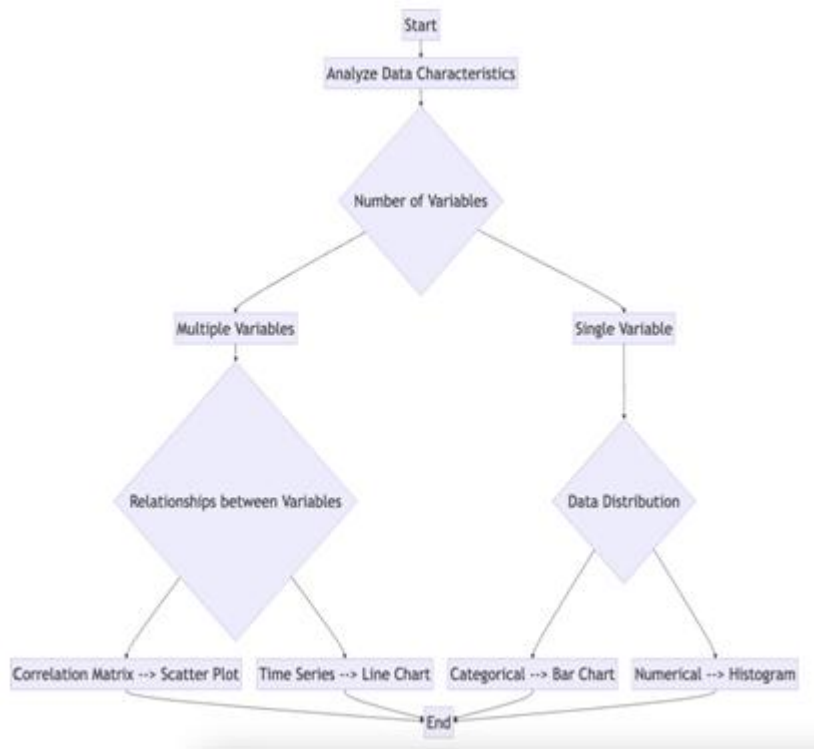 Start
Analyze Data Characteristics
Number of Variables
Multiple Variables
Single Variable
Relationships between Variables
Data Distribution
Correlation Matrix --> Scatter Plot
Time Series --> Line Chart
Categorical --> Bar Chart
Numerical --> Histogram
End